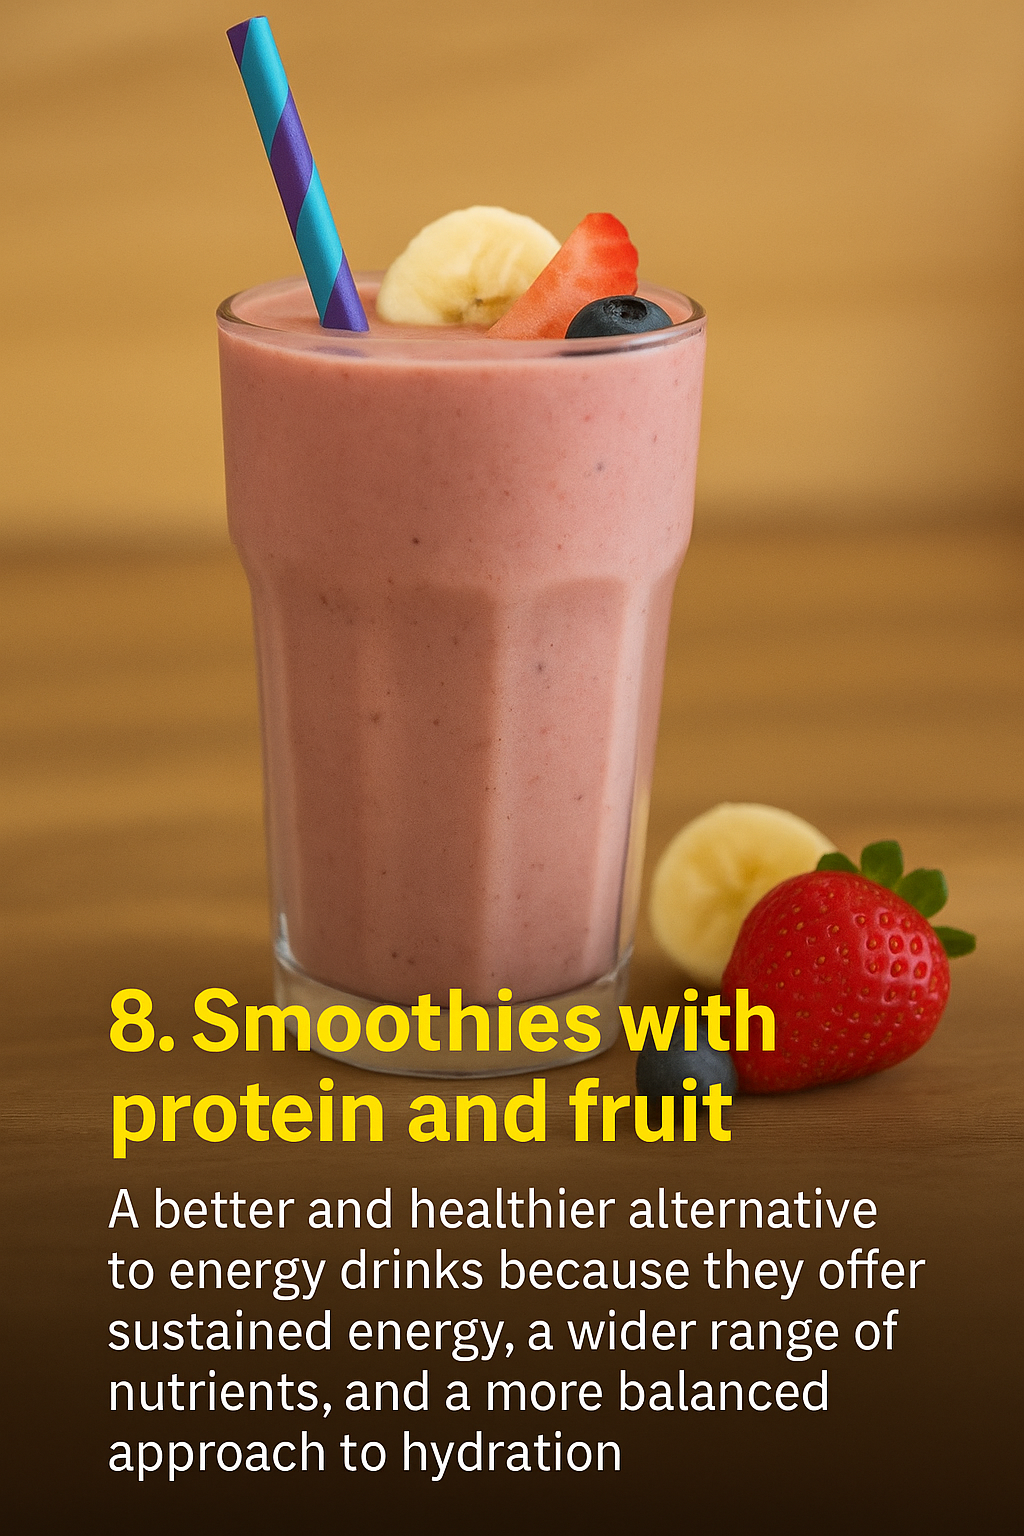 8. Smoothies with
protein and fruit
A better and healthier alternative
to energy drinks because they offer
sustained energy, a wider range of
nutrients, and a more balanced
approach to hydration